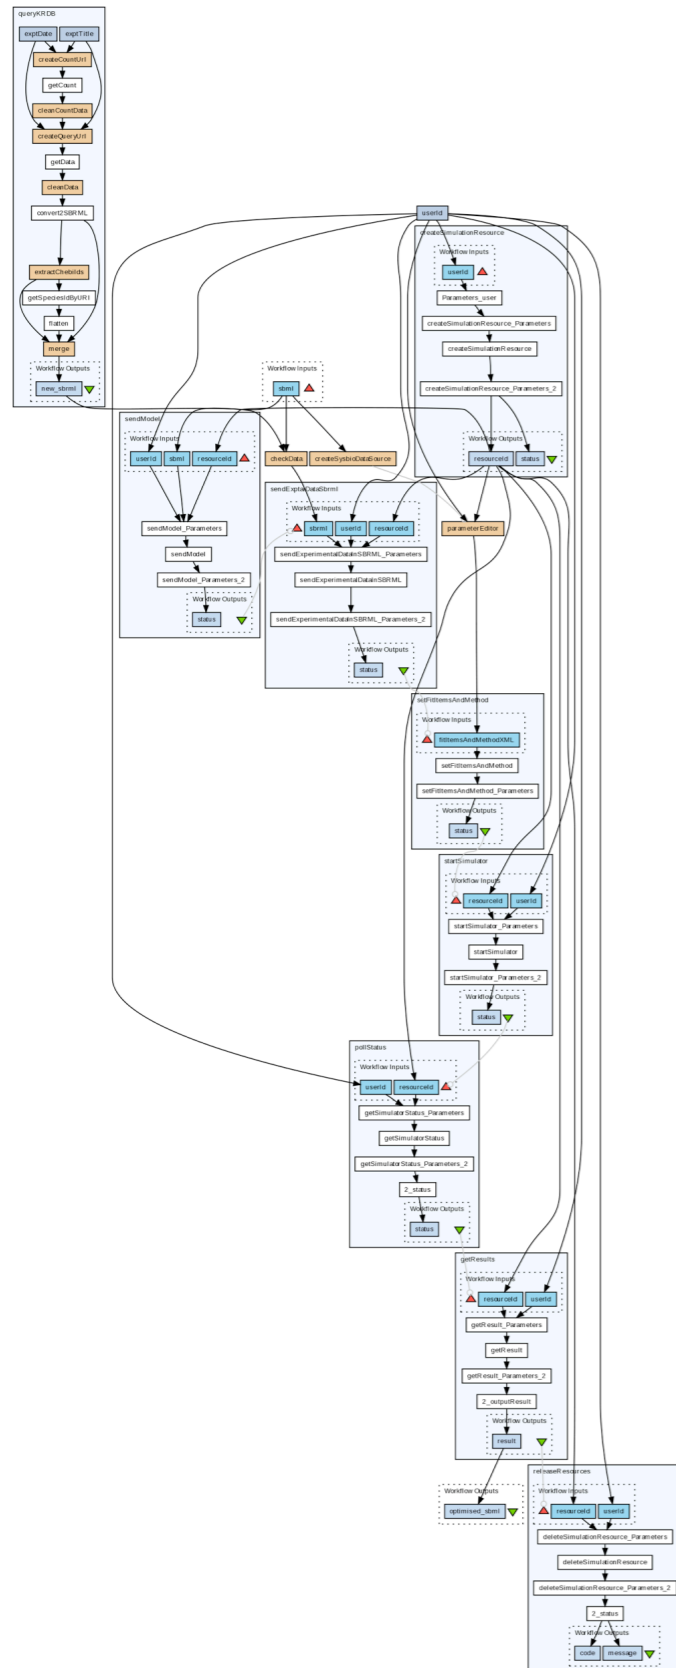 queryKRDB
exptDate
exptTitle
createCountUrl
getCount
cleanCountData
createQueryUrl
getData
cleanData
convert2SBRML
extractChebiIds
getSpeciesIdByURI
flatten
merge
Workflow Outputs
new_sbrml
userId
createSimulationResource
Workflow Inputs
userId
Parameters_user
createSimulationResource_Parameters
createSimulationResource
createSimulationResource_Parameters_2
Workflow Outputs
resourceId
status
Workflow Inputs
sbml
checkData
createSysbioDataSource
parameterEditor
sendModel
Workflow Inputs
userId
sbml
resourceId
sendModel_Parameters
sendModel
sendModel_Parameters_2
Workflow Outputs
status
sendExptalDataSbrml
Workflow Inputs
sbrml
userId
resourceId
sendExperimentalDataInSBRML_Parameters
sendExperimentalDataInSBRML
sendExperimentalDataInSBRML_Parameters_2
Workflow Outputs
status
setFitItemsAndMethod
Workflow Inputs
fitItemsAndMethodXML
setFitItemsAndMethod
setFitItemsAndMethod_Parameters
Workflow Outputs
status
startSimulator
Workflow Inputs
resourceId
userId
startSimulator_Parameters
startSimulator
startSimulator_Parameters_2
Workflow Outputs
status
pollStatus
Workflow Inputs
userId
resourceId
getSimulatorStatus_Parameters
getSimulatorStatus
getSimulatorStatus_Parameters_2
2_status
Workflow Outputs
status
getResults
Workflow Inputs
resourceId
userId
getResult_Parameters
getResult
getResult_Parameters_2
2_outputResult
Workflow Outputs
result
Workflow Outputs
optimised_sbml
releaseResources
Workflow Inputs
resourceId
userId
deleteSimulationResource_Parameters
deleteSimulationResource
deleteSimulationResource_Parameters_2
2_status
Workflow Outputs
code
message